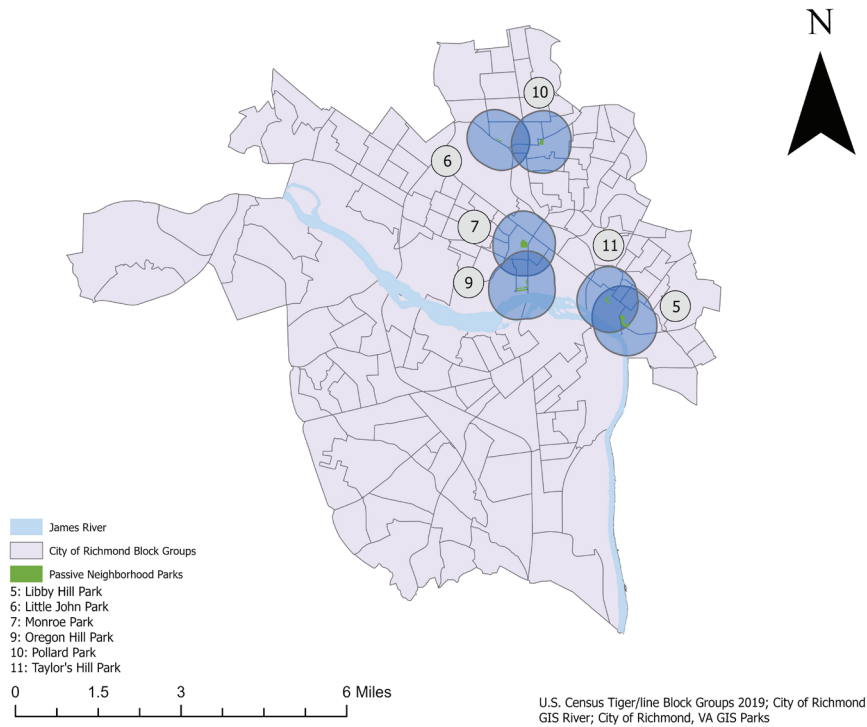 N
10
6
7
11
9
5
James River
City of Richmond Block Groups
Passive Neighborhood Parks
5: Libby Hill Park
6: Little John Park
7: Monroe Park
9: Oregon Hill Park
10: Pollard Park
11: Taylor's Hill Park
0 1.5 3 6 Miles
U.S. Census Tiger/line Block Groups 2019; City of Richmond
GIS River; City of Richmond, VA GIS Parks